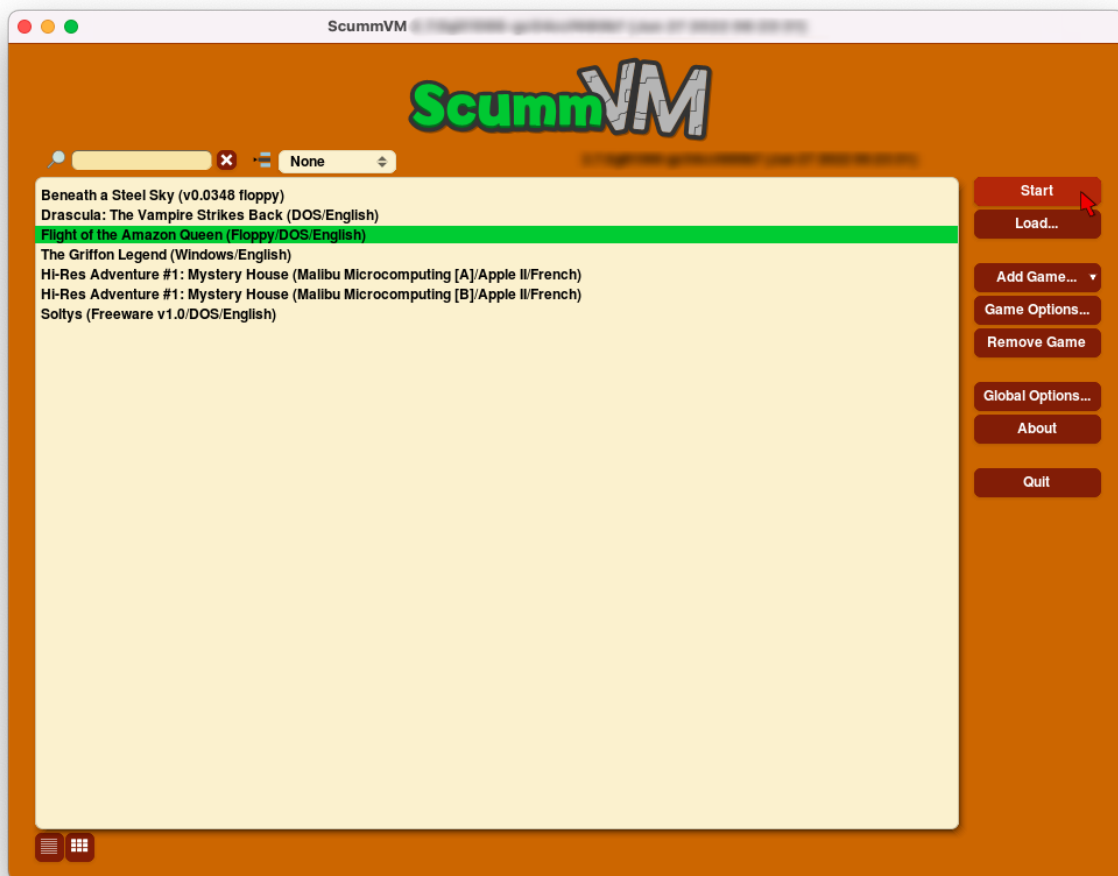 ScummVM
ScummVM
None
Beneath a Steel Sky (v0.0348 floppy)
Drascula: The Vampire Strikes Back (DOS/English)
Flight of the Amazon Queen (Floppy/DOS/English)
The Griffon Legend (Windows/English)
Hi-Res Adventure #1: Mystery House (Malibu Microcomputing [A]/Apple II/French)
Hi-Res Adventure #1: Mystery House (Malibu Microcomputing [B]/Apple II/French)
Soltys (Freeware v1.0/DOS/English)
Start
Load...
Add Game...
Game Options...
Remove Game
Global Options...
About
Quit